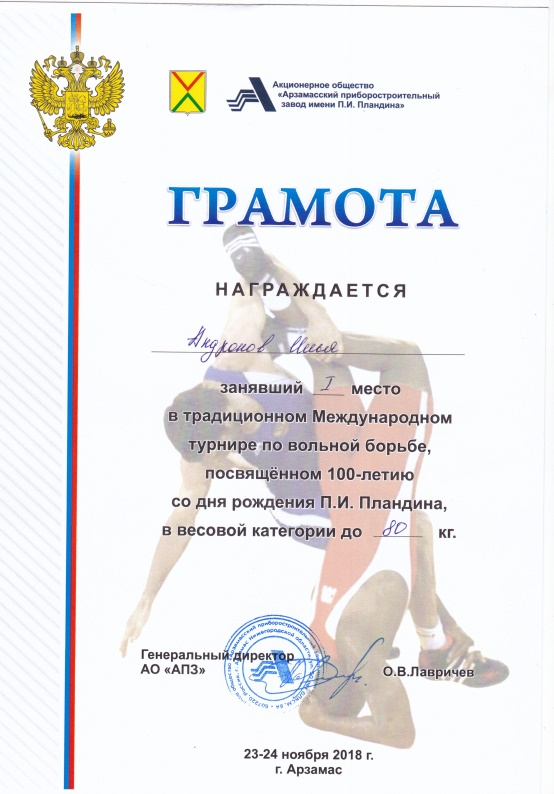 Акционерное общество
«Арзамасский приборостроительный
завод имени П.И. Пландина»
ГРАМОТА
НАГРАЖДАЕТСЯ
Андронов Илья
занявший I место
в традиционном Международном
турнире по вольной борьбе,
посвящённом 100-летию
со дня рождения П.И. Пландина,
в весовой категории до 80 кг.
Генеральный директор
АО «АПЗ» О.В.Лавричев
23-24 ноября 2018 г.
г. Арзамас